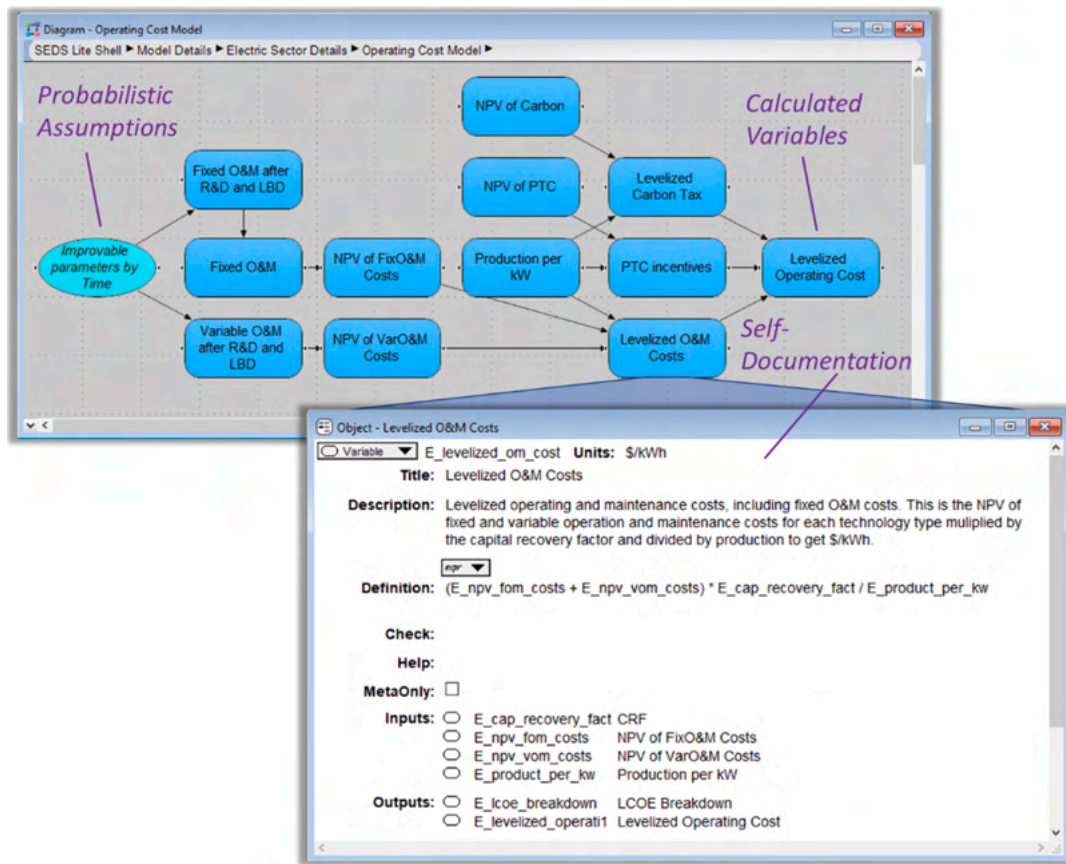 Diagram - Operating Cost Model
SEDS Lite Shell ▶ Model Details ▶ Electric Sector Details ▶ Operating Cost Model ▶
Probabilistic
Assumptions
NPV of Carbon
Calculated
Variables
Fixed O&M after
R&D and LBD
NPV of PTC
Levelized
Carbon Tax
Improvable
parameters by
Time
Fixed O&M
NPV of FixO&M
Costs
Production per
kW
PTC incentives
Levelized
Operating Cost
Variable O&M
after R&D and
LBD
NPV of VarO&M
Costs
Levelized O&M
Costs
Self-
Documentation
Object - Levelized O&M Costs
Variable ▼ E_levelized_om_cost Units: $/kWh
Title: Levelized O&M Costs
Description: Levelized operating and maintenance costs, including fixed O&M costs. This is the NPV of
fixed and variable operation and maintenance costs for each technology type muliplied by
the capital recovery factor and divided by production to get $/kWh.
expr ▼
Definition: (E_npv_fom_costs + E_npv_vom_costs) * E_cap_recovery_fact / E_product_per_kw
Check:
Help:
MetaOnly:
Inputs: E_cap_recovery_fact CRF
E_npv_fom_costs NPV of FixO&M Costs
E_npv_vom_costs NPV of VarO&M Costs
E_product_per_kw Production per kW
Outputs: E_lcoe_breakdown LCOE Breakdown
E_levelized_operati1 Levelized Operating Cost